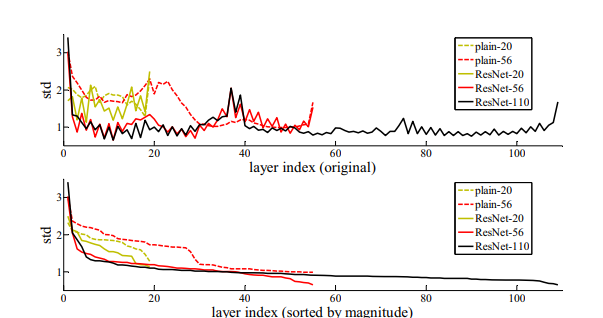 3
plain-20
plain-56
2
ResNet-20
std
ResNet-56
ResNet-110
1
0 20 40 60 80 100
layer index (original)
3
plain-20
plain-56
2
ResNet-20
std
ResNet-56
ResNet-110
1
0 20 40 60 80 100
layer index (sorted by magnitude)